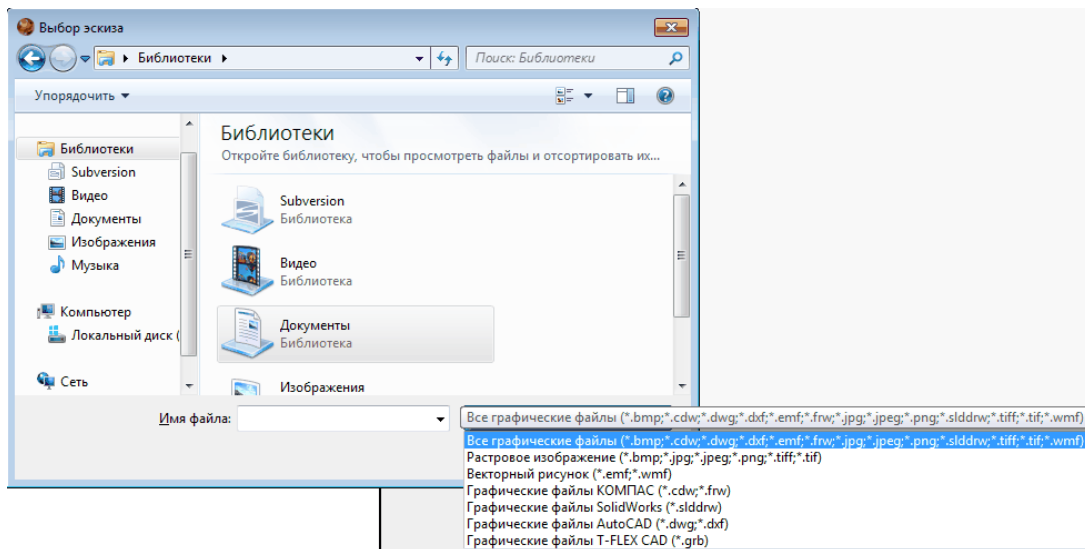 Выбор эскиза
Библиотеки
Поиск: Библиотеки
Упорядочить
Библиотеки
Subversion
Видео
Документы
Изображения
Музыка
Компьютер
Локальный диск (
Сеть
Библиотеки
Откройте библиотеку, чтобы просмотреть файлы и отсортировать их...
Subversion
Библиотека
Видео
Библиотека
Документы
Библиотека
Изображения
Имя файла:
Все графические файлы (*.bmp;*.cdw;*.dwg;*.dxf;*.emf;*.frw;*.jpg;*.jpeg;*.png;*.slddrw;*.tiff;*.tif;*.wmf)
Все графические файлы (*.bmp;*.cdw;*.dwg;*.dxf;*.emf;*.frw;*.jpg;*.jpeg;*.png;*.slddrw;*.tiff;*.tif;*.wmf)
Растровое изображение (*.bmp;*.jpg;*.jpeg;*.png;*.tiff;*.tif)
Векторный рисунок (*.emf;*.wmf)
Графические файлы КОМПАС (*.cdw;*.frw)
Графические файлы SolidWorks (*.slddrw)
Графические файлы AutoCAD (*.dwg;*.dxf)
Графические файлы T-FLEX CAD (*.grb)